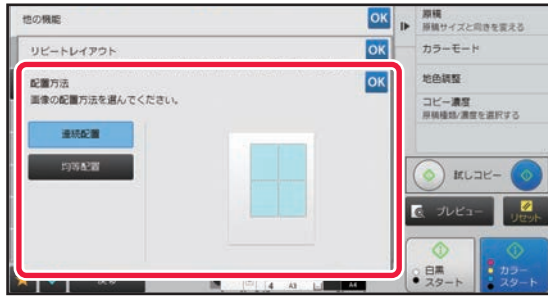 他の機能
OK
リピートレイアウト
OK
配置方法
OK
画像の配置方法を選んでください。
連続配置
均等配置
原稿
原稿サイズと向きを変える
カラーモード
地色調整
コピー濃度
原稿種類/濃度を選択する
試しコピー
プレビュー
リセット
白黒
スタート
カラー
スタート
4
A3
A4